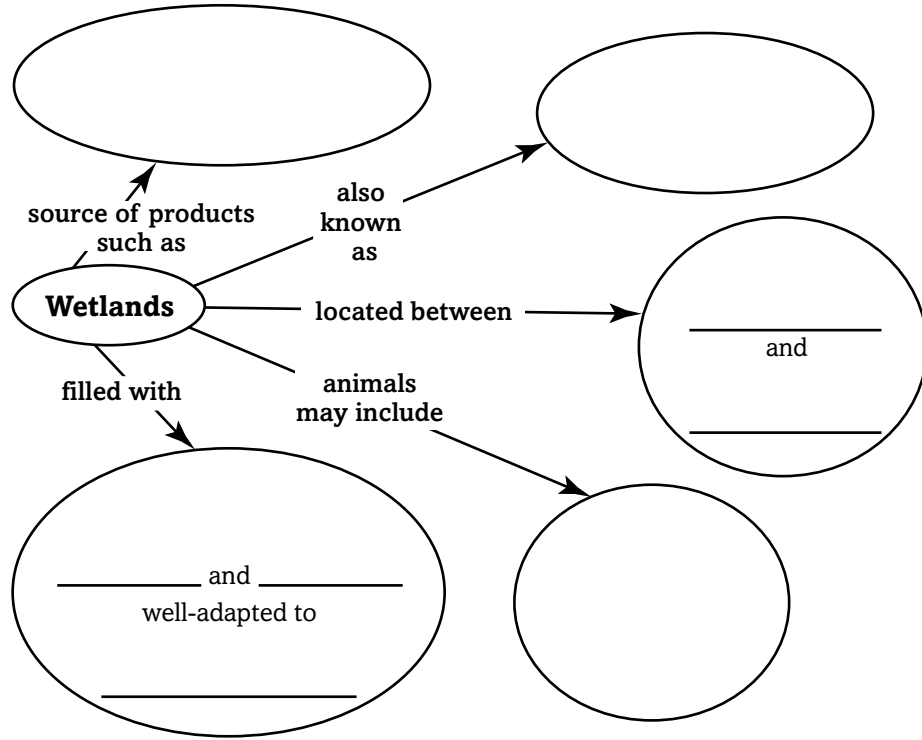 source of products
such as
also
known
as
Wetlands
located between
and
filled with
animals
may include
and
well-adapted to